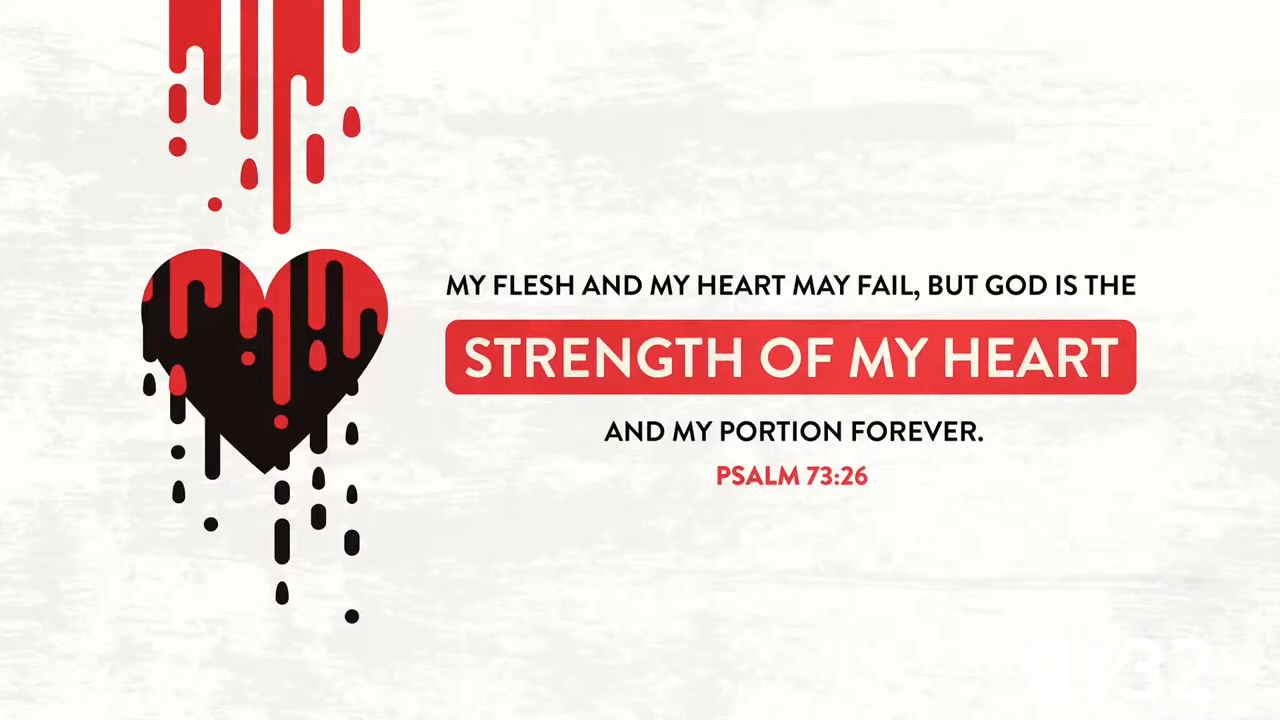 MY FLESH AND MY HEART MAY FAIL, BUT GOD IS THE
STRENGTH OF MY HEART
AND MY PORTION FOREVER.
PSALM 73:26
32